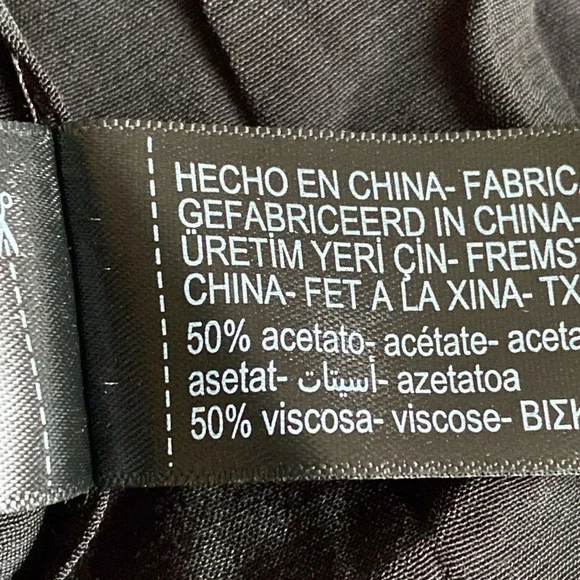 HECHO EN CHINA- FABRIC
GEFABRICEERD IN CHINA-
ÜRETİM YERİ ÇİN- FREMST
CHINA- FET A LA XINA- TX
50% acetato- acétate- aceta
asetat- أسيتات- azetatoa
50% viscosa- viscose- ΒΙΣΚ